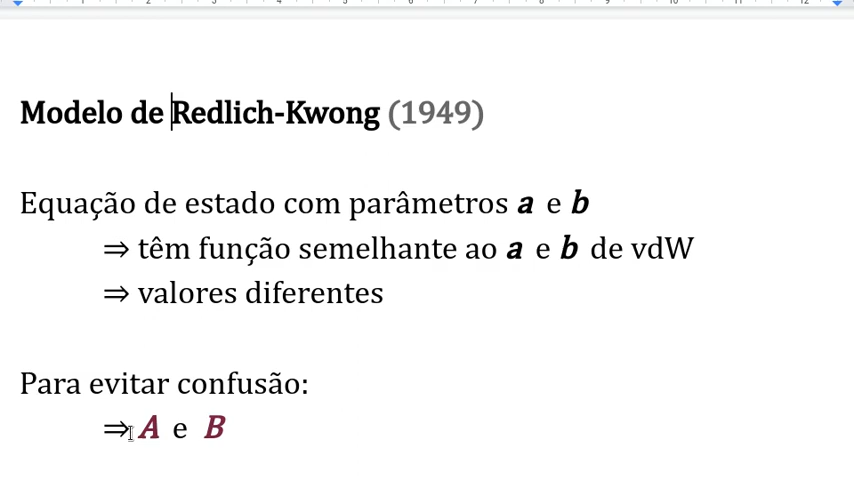 Modelo de Redlich-Kwong (1949)
Equação de estado com parâmetros a e b
⇒ têm função semelhante ao a e b de vdW
⇒ valores diferentes
Para evitar confusão:
⇒ A e B